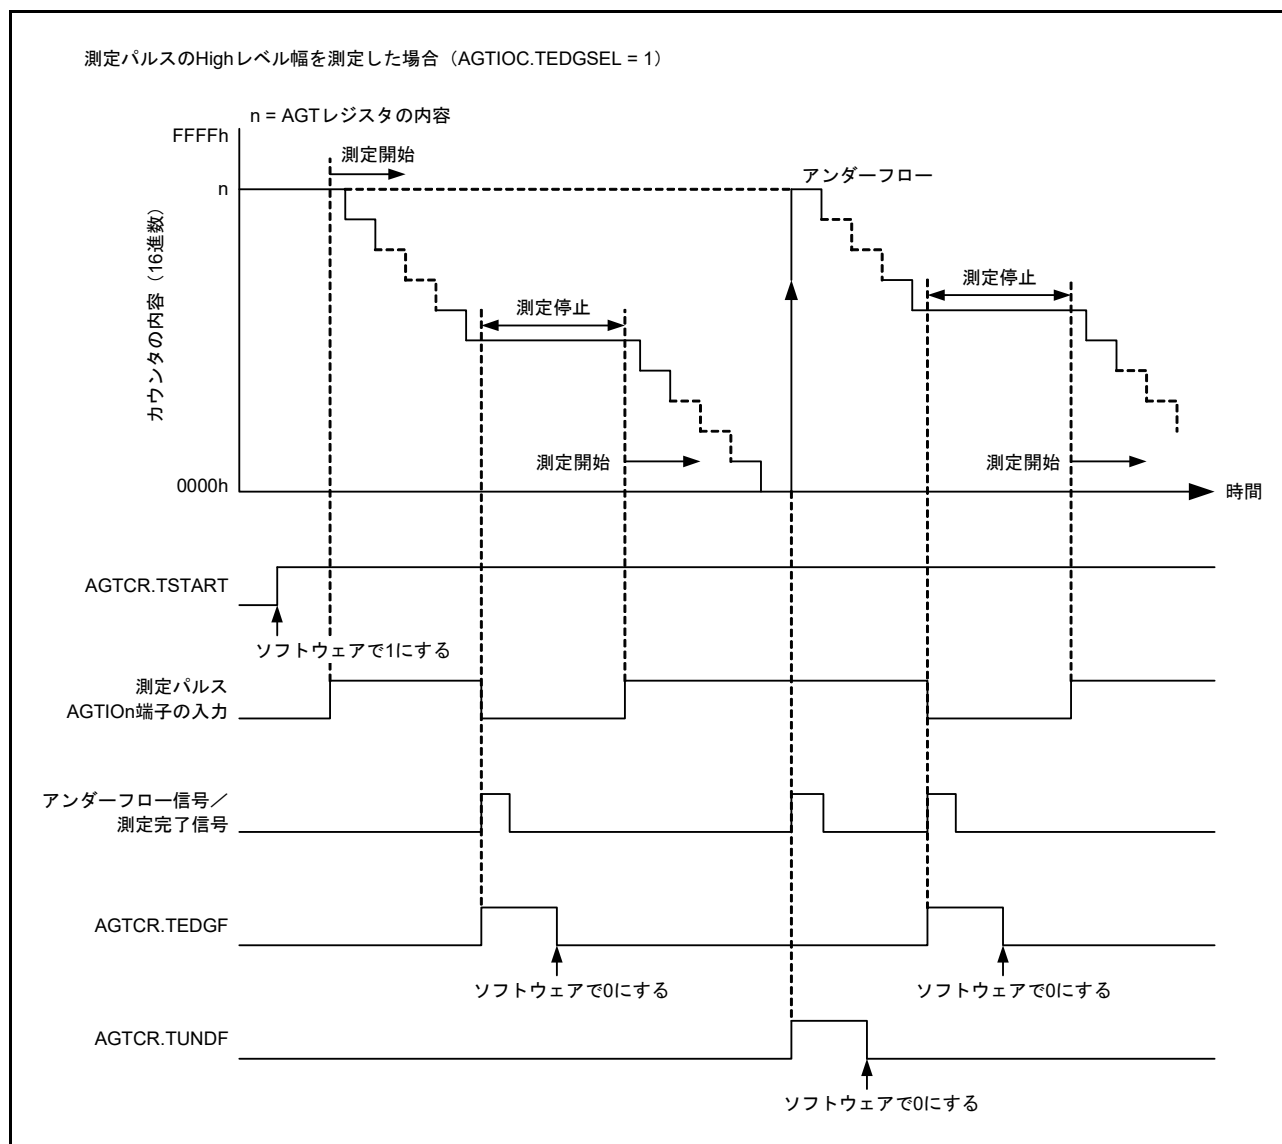 測定パルスのHighレベル幅を測定した場合（AGTIOC.TEDGSEL = 1）
n = AGTレジスタの内容
FFFFh
測定開始
n
アンダーフロー
カウンタの内容（16進数）
測定停止
測定停止
測定開始
測定開始
0000h
時間
AGTCR.TSTART
ソフトウェアで1にする
測定パルス
AGTIOn端子の入力
アンダーフロー信号／
測定完了信号
AGTCR.TEDGF
ソフトウェアで0にする
ソフトウェアで0にする
AGTCR.TUNDF
ソフトウェアで0にする